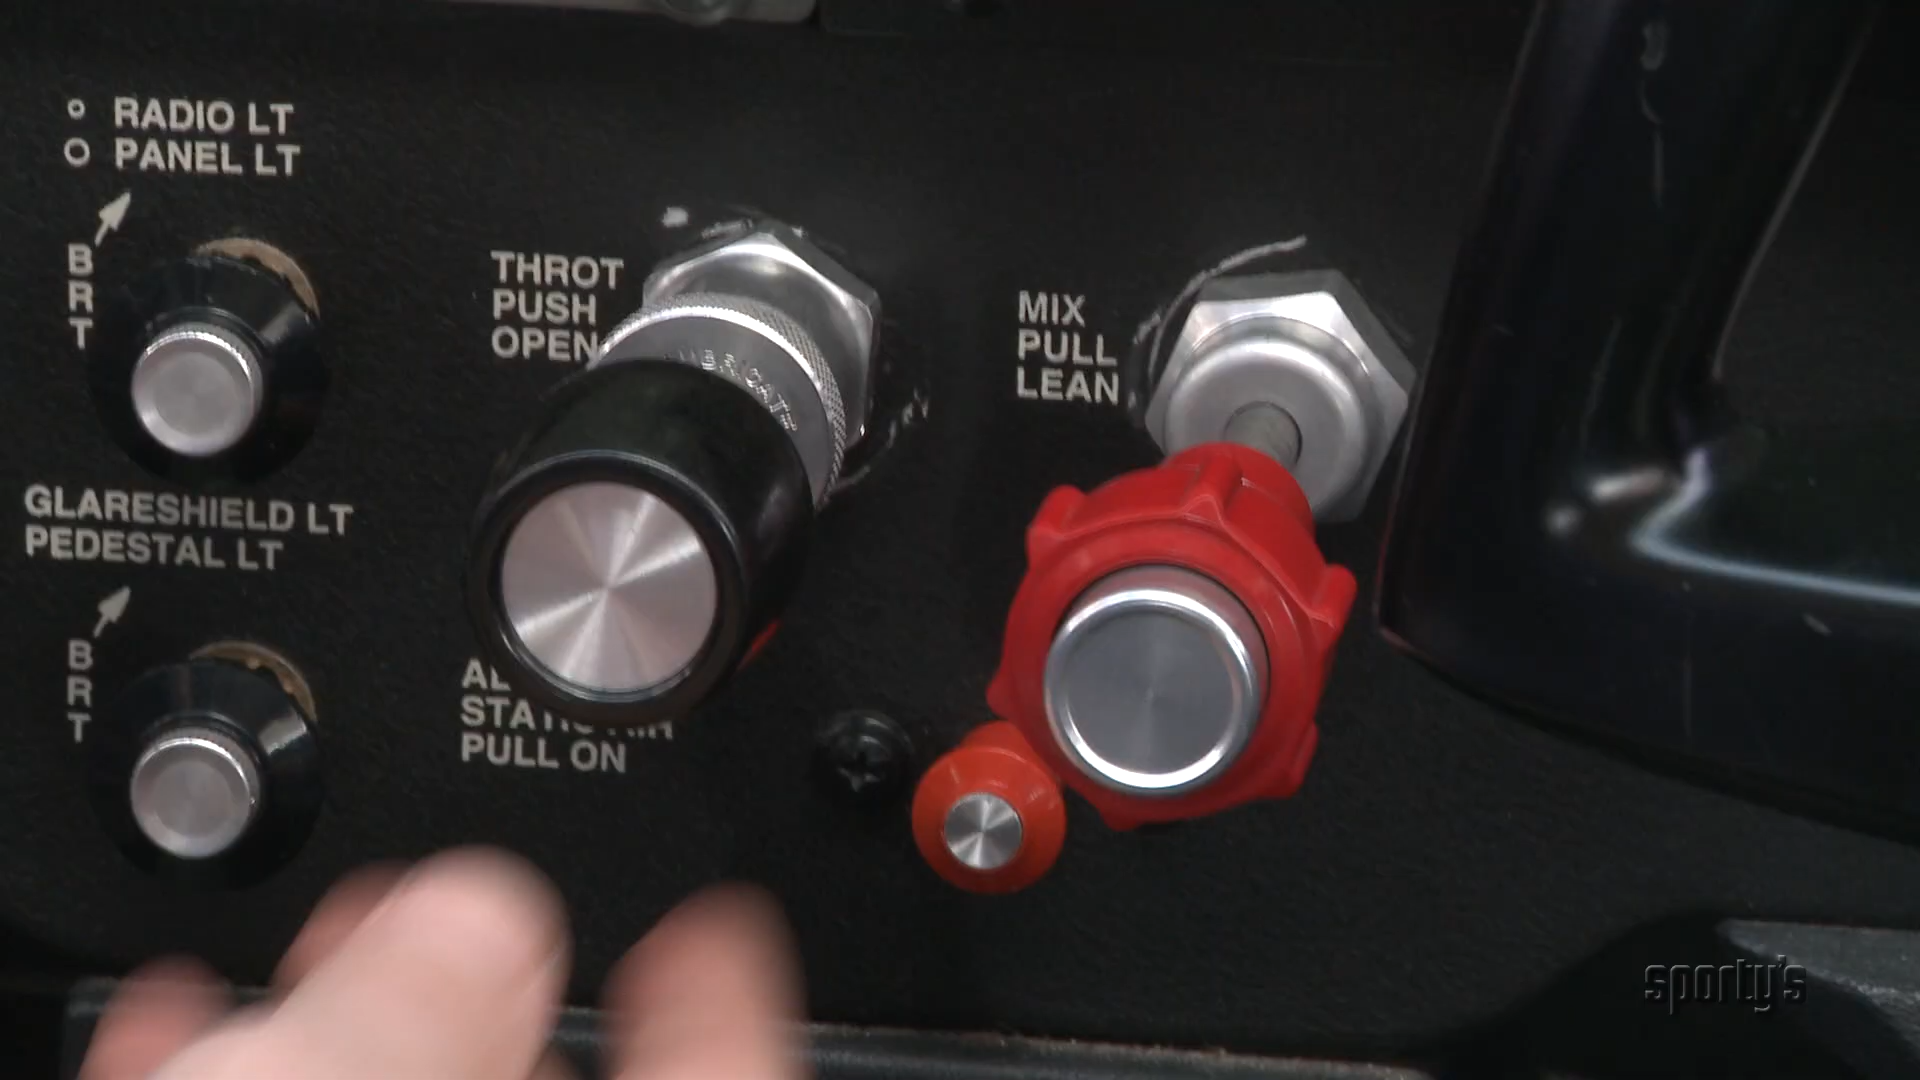 RADIO LT
PANEL LT
BRT
THROT
PUSH
OPEN
MIX
PULL
LEAN
GLARESHIELD LT
PEDESTAL LT
BRT
PULL ON
sporty's